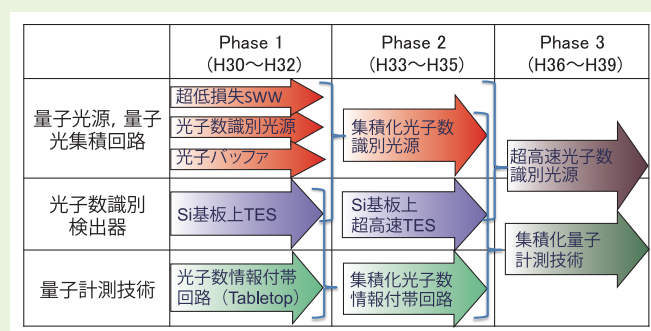 Phase 1
（H30～H32）
Phase 2
（H33～H35）
Phase 3
（H36～H39）
量子光源, 量子
光集積回路
超低損失SWW
光子数識別光源
光子バッファ
集積化光子数
識別光源
超高速光子数
識別光源
光子数識別
検出器
Si基板上TES
Si基板上
超高速TES
集積化量子
計測技術
量子計測技術
光子数情報付帯
回路（Tabletop）
集積化光子数
情報付帯回路